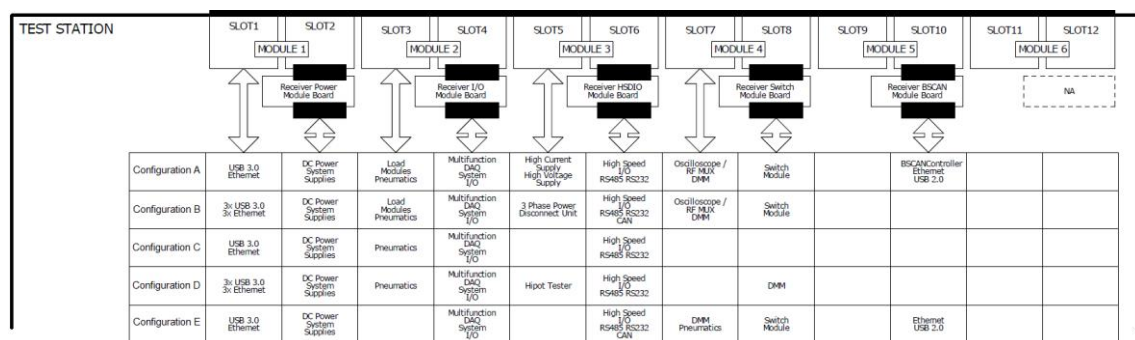 TEST STATION
SLOT1 SLOT2 SLOT3 SLOT4 SLOT5 SLOT6 SLOT7 SLOT8 SLOT9 SLOT10 SLOT11 SLOT12
MODULE 1 MODULE 2 MODULE 3 MODULE 4 MODULE 5 MODULE 6
Receiver Power
Module Board
Receiver I/O
Module Board
Receiver HSDIO
Module Board
Receiver Switch
Module Board
Receiver BSCAN
Module Board
NA
Configuration A
USB 3.0
Ethernet
DC Power
System
Supplies
Load
Modules
Pneumatics
Multifunction
DAQ
System
I/O
High Current
Supply
High Voltage
Supply
High Speed
I/O
RS485 RS232
Oscilloscope /
RF MUX
DMM
Switch
Module
BSCANController
Ethernet
USB 2.0
Configuration B
3x USB 3.0
3x Ethernet
DC Power
System
Supplies
Load
Modules
Pneumatics
Multifunction
DAQ
System
I/O
3 Phase Power
Disconnect Unit
High Speed
I/O
RS485 RS232
CAN
Oscilloscope /
RF MUX
DMM
Switch
Module
Configuration C
USB 3.0
Ethernet
DC Power
System
Supplies
Pneumatics
Multifunction
DAQ
System
I/O
High Speed
I/O
RS485 RS232
Configuration D
3x USB 3.0
3x Ethernet
DC Power
System
Supplies
Pneumatics
Multifunction
DAQ
System
I/O
Hipot Tester
High Speed
I/O
RS485 RS232
DMM
Configuration E
USB 3.0
Ethernet
DC Power
System
Supplies
Multifunction
DAQ
System
I/O
High Speed
I/O
RS485 RS232
CAN
DMM
Pneumatics
Switch
Module
Ethernet
USB 2.0